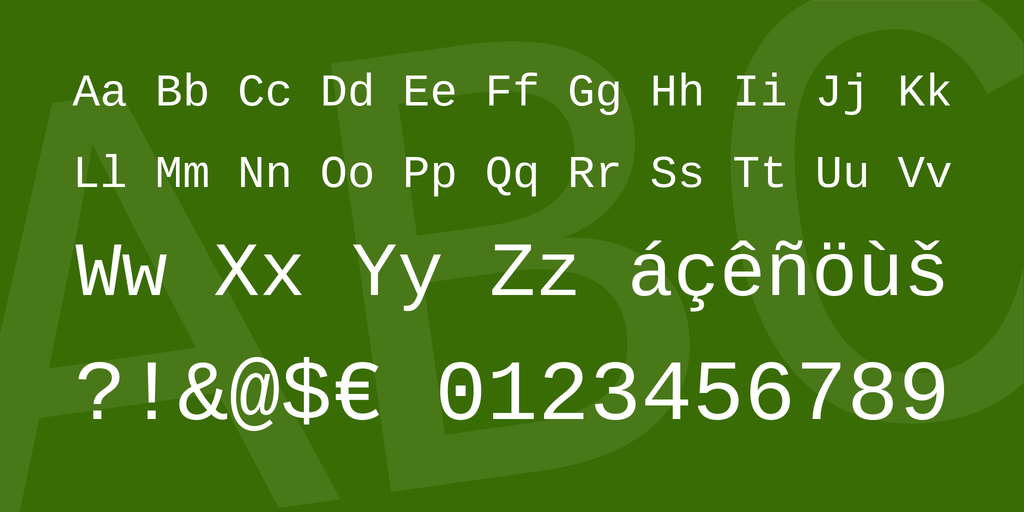 Aa Bb Cc Dd Ee Ff Gg Hh Ii Jj Kk
Ll Mm Nn Oo Pp Qq Rr Ss Tt Uu Vv
Ww Xx Yy Zz áçêñöùš
?!&@$€ 0123456789
ABC